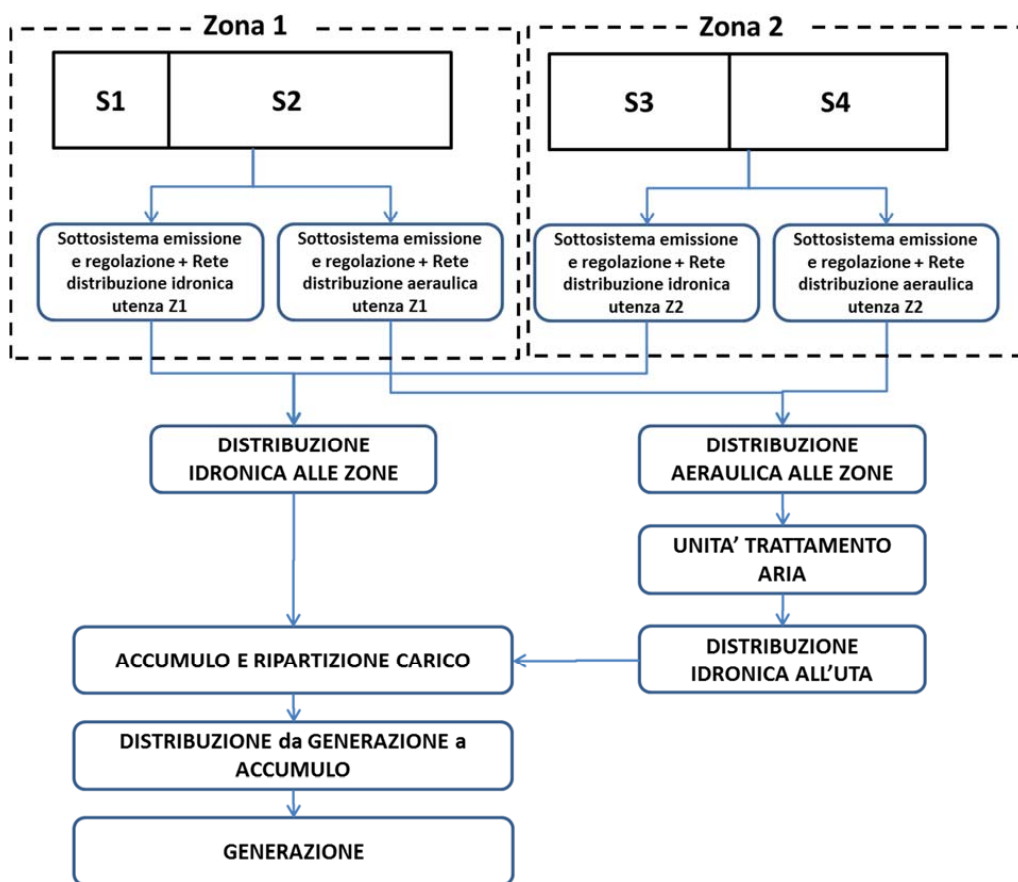 Zona 1
Zona 2
S1
S2
S3
S4
Sottosistema emissione
e regolazione + Rete
distribuzione idronica
utenza Z1
Sottosistema emissione
e regolazione + Rete
distribuzione aeraulica
utenza Z1
Sottosistema emissione
e regolazione + Rete
distribuzione idronica
utenza Z2
Sottosistema emissione
e regolazione + Rete
distribuzione aeraulica
utenza Z2
DISTRIBUZIONE
IDRONICA ALLE ZONE
DISTRIBUZIONE
AERAULICA ALLE ZONE
UNITA’ TRATTAMENTO
ARIA
ACCUMULO E RIPARTIZIONE CARICO
DISTRIBUZIONE
IDRONICA ALL’UTA
DISTRIBUZIONE da GENERAZIONE a
ACCUMULO
GENERAZIONE